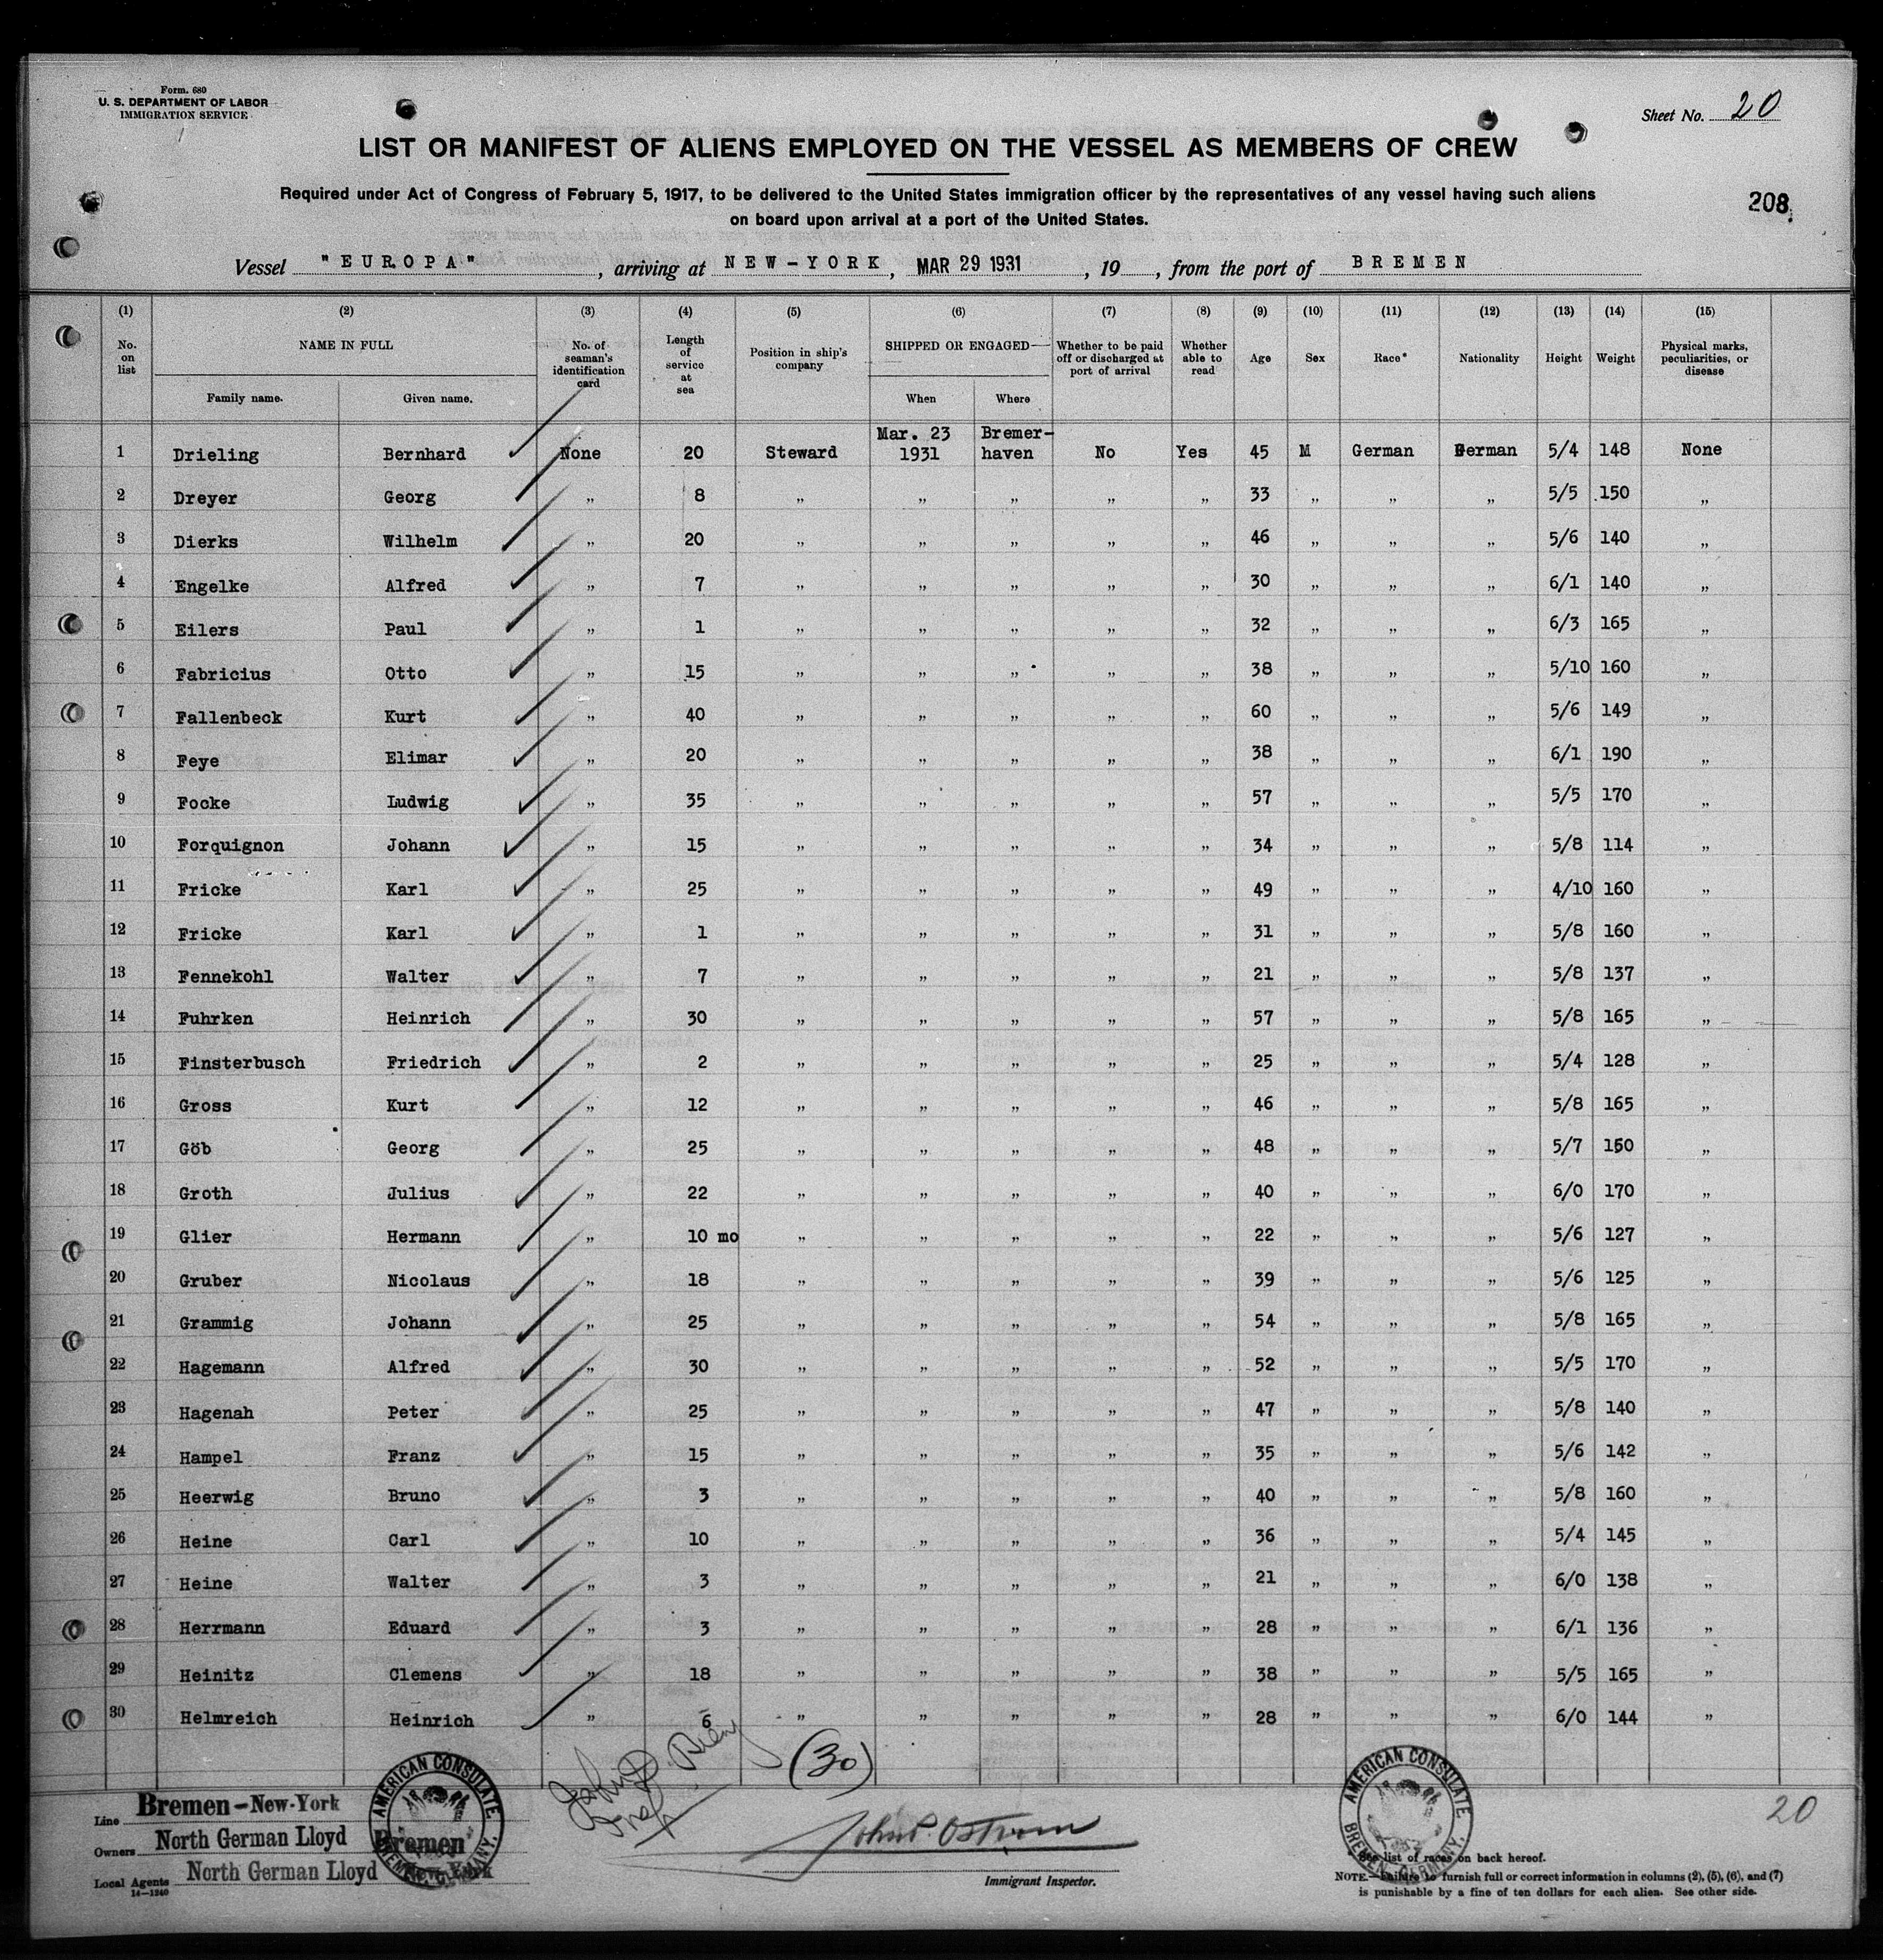 Form. 680
U. S. DEPARTMENT OF LABOR
IMMIGRATION SERVICE
Sheet No. 20
LIST OR MANIFEST OF ALIENS EMPLOYED ON THE VESSEL AS MEMBERS OF CREW
Required under Act of Congress of February 5, 1917, to be delivered to the United States immigration officer by the representatives of any vessel having such aliens
on board upon arrival at a port of the United States.
208
Vessel "EUROPA", arriving at NEW-YORK, MAR 29 1931, 19 , from the port of BREMEN
(1) (2) (3) (4) (5) (6) (7) (8) (9) (10) (11) (12) (13) (14) (15)
No. on list NAME IN FULL Family name. Given name. No. of seaman's identification card Length of service at sea Position in ship's company SHIPPED OR ENGAGED When Where Whether to be paid off or discharged at port of arrival Whether able to read Age Sex Race* Nationality Height Weight Physical marks, peculiarities, or disease
1 Drieling Bernhard None 20 Steward Mar. 23 1931 Bremer-haven No Yes 45 M German German 5/4 148 None
2 Dreyer Georg „ 8 „ „ „ „ „ 33 „ „ „ 5/5 150 „
3 Dierks Wilhelm „ 20 „ „ „ „ „ 46 „ „ „ 5/6 140 „
4 Engelke Alfred „ 7 „ „ „ „ „ 30 „ „ „ 6/1 140 „
5 Eilers Paul „ 1 „ „ „ „ „ 32 „ „ „ 6/3 165 „
6 Fabricius Otto „ 15 „ „ „ „ „ 38 „ „ „ 5/10 160 „
7 Fallenbeck Kurt „ 40 „ „ „ „ „ 60 „ „ „ 5/6 149 „
8 Feye Elimar „ 20 „ „ „ „ „ 38 „ „ „ 6/1 190 „
9 Focke Ludwig „ 35 „ „ „ „ „ 57 „ „ „ 5/5 170 „
10 Forquignon Johann „ 15 „ „ „ „ „ 34 „ „ „ 5/8 114 „
11 Fricke Karl „ 25 „ „ „ „ „ 49 „ „ „ 4/10 160 „
12 Fricke Karl „ 1 „ „ „ „ „ 31 „ „ „ 5/8 160 „
13 Fennekohl Walter „ 7 „ „ „ „ „ 21 „ „ „ 5/8 137 „
14 Fuhrken Heinrich „ 30 „ „ „ „ „ 57 „ „ „ 5/8 165 „
15 Finsterbusch Friedrich „ 2 „ „ „ „ „ 25 „ „ „ 5/4 128 „
16 Gross Kurt „ 12 „ „ „ „ „ 46 „ „ „ 5/8 165 „
17 Göb Georg „ 25 „ „ „ „ „ 48 „ „ „ 5/7 150 „
18 Groth Julius „ 22 „ „ „ „ „ 40 „ „ „ 6/0 170 „
19 Glier Hermann „ 10 mo „ „ „ „ „ 22 „ „ „ 5/6 127 „
20 Gruber Nicolaus „ 18 „ „ „ „ „ 39 „ „ „ 5/6 125 „
21 Grammig Johann „ 25 „ „ „ „ „ 54 „ „ „ 5/8 165 „
22 Hagemann Alfred „ 30 „ „ „ „ „ 52 „ „ „ 5/5 170 „
23 Hagenah Peter „ 25 „ „ „ „ „ 47 „ „ „ 5/8 140 „
24 Hampel Franz „ 15 „ „ „ „ „ 35 „ „ „ 5/6 142 „
25 Heerwig Bruno „ 3 „ „ „ „ „ 40 „ „ „ 5/8 160 „
26 Heine Carl „ 10 „ „ „ „ „ 36 „ „ „ 5/4 145 „
27 Heine Walter „ 3 „ „ „ „ „ 21 „ „ „ 6/0 138 „
28 Herrmann Eduard „ 3 „ „ „ „ „ 28 „ „ „ 6/1 136 „
29 Heinitz Clemens „ 18 „ „ „ „ „ 38 „ „ „ 5/5 165 „
30 Helmreich Heinrich „ 6 „ „ „ „ „ 28 „ „ „ 6/0 144 „
(30)
Line Bremen-New-York
Owners North German Lloyd Bremen
Local Agents North German Lloyd New York
14-1240
AMERICAN CONSULATE BREMEN, GERMANY.
John P. Ostrom
Immigrant Inspector.
AMERICAN CONSULATE BREMEN, GERMANY.
20
See list of races on back hereof.
NOTE.—Failure to furnish full or correct information in columns (2), (5), (6), and (7)
is punishable by a fine of ten dollars for each alien. See other side.